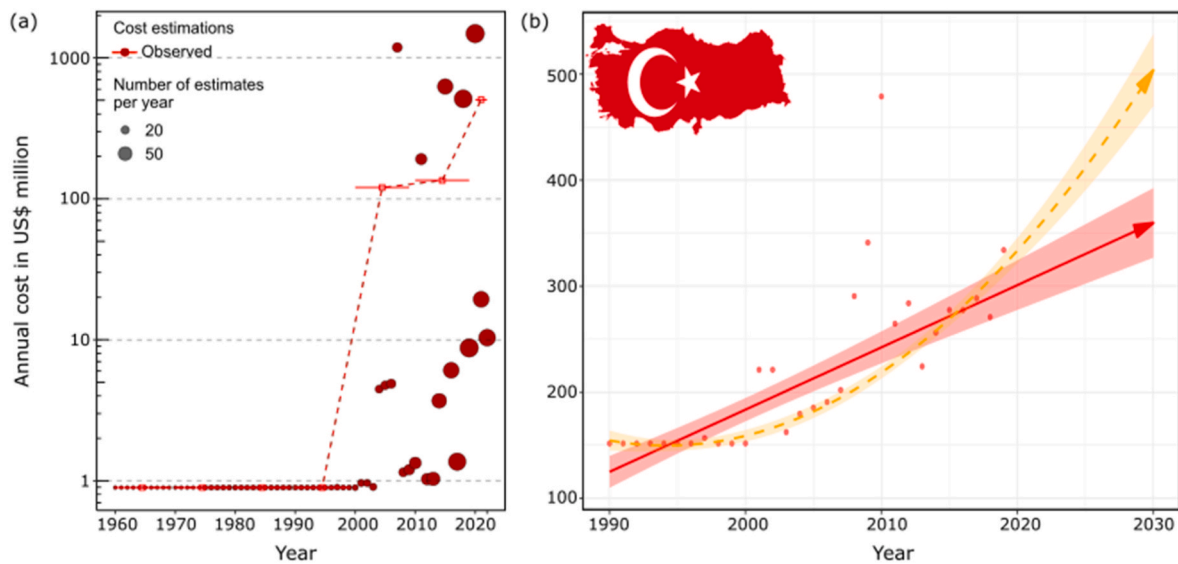 (a)
Cost estimations
Observed
Number of estimates
per year
20
50
Annual cost in US$ million
1000
100
10
1
1960 1970 1980 1990 2000 2010 2020
Year
(b)
500
400
300
200
100
1990 2000 2010 2020 2030
Year